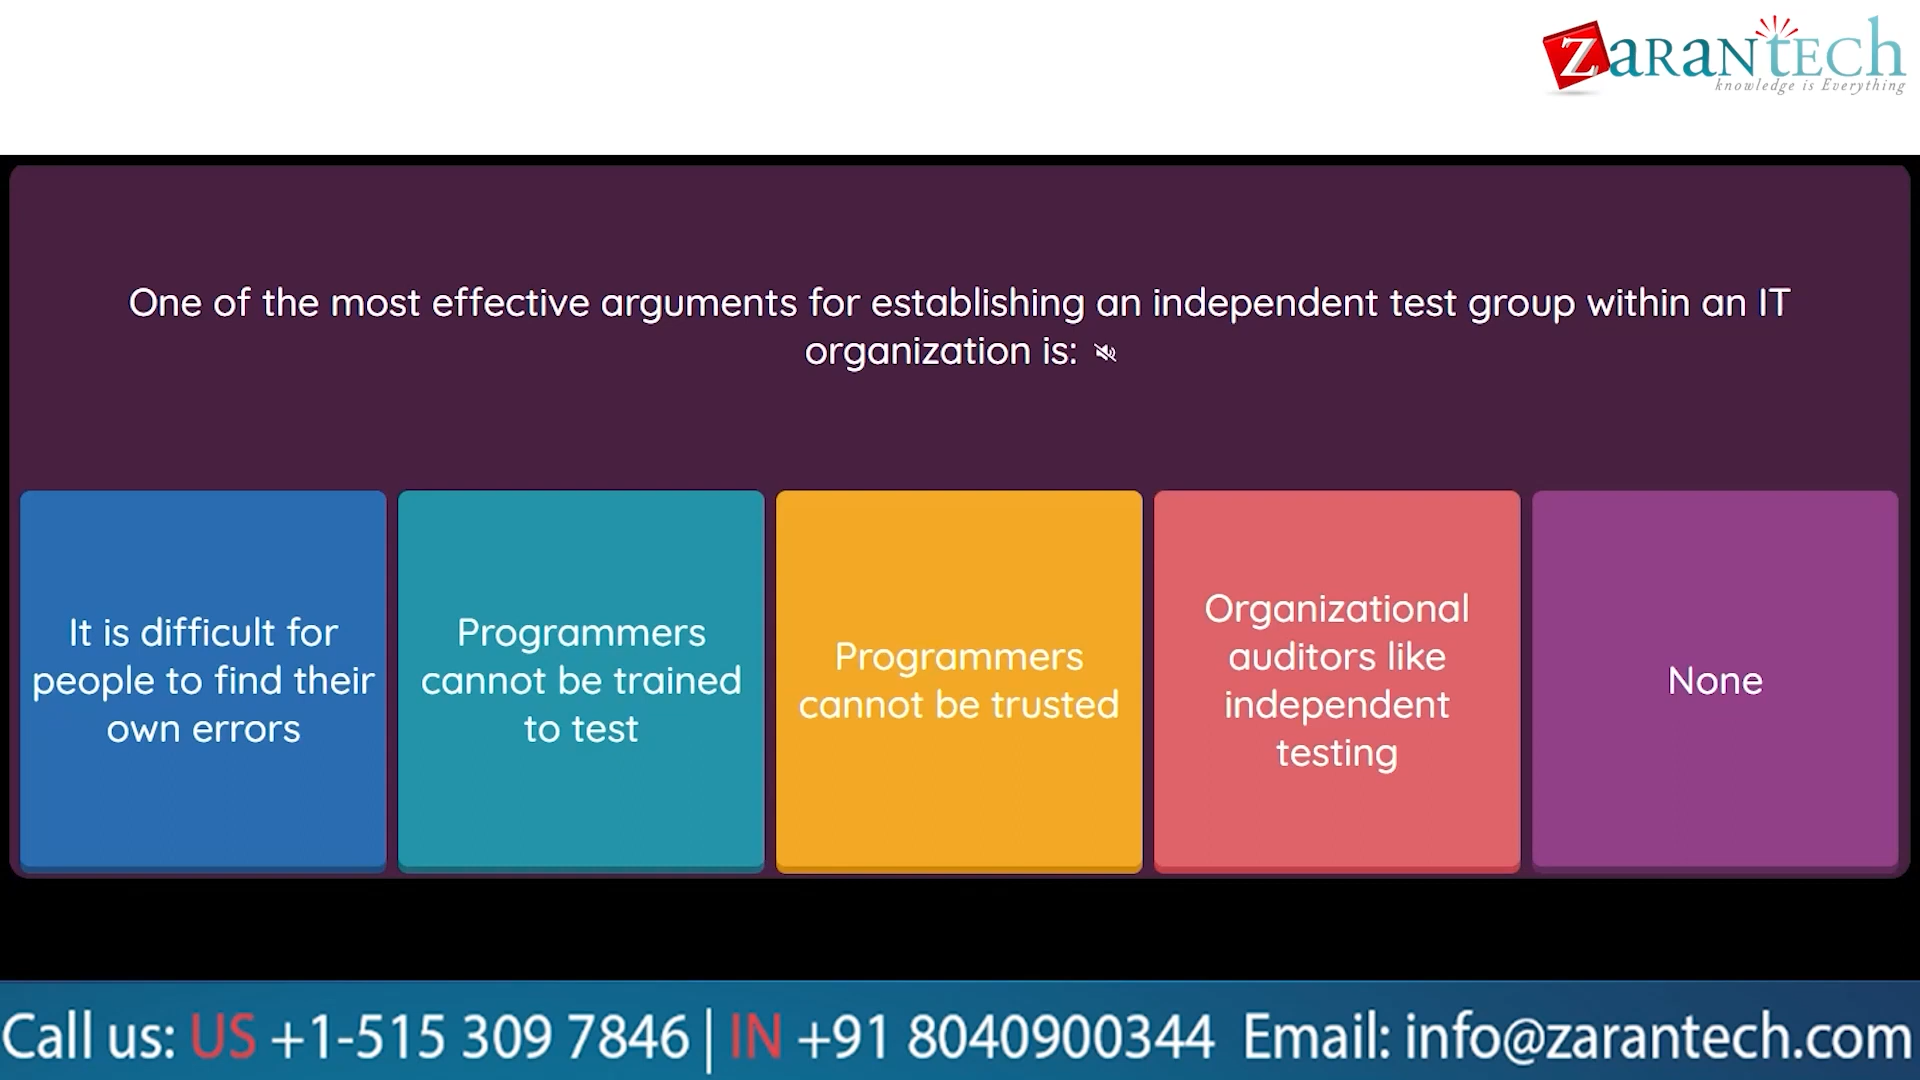 ZaranTech
knowledge is Everything
One of the most effective arguments for establishing an independent test group within an IT
organization is:
It is difficult for
people to find their
own errors
Programmers
cannot be trained
to test
Programmers
cannot be trusted
Organizational
auditors like
independent
testing
None
Call us: US +1-515 309 7846 | IN +91 8040900344 Email: info@zarantech.com